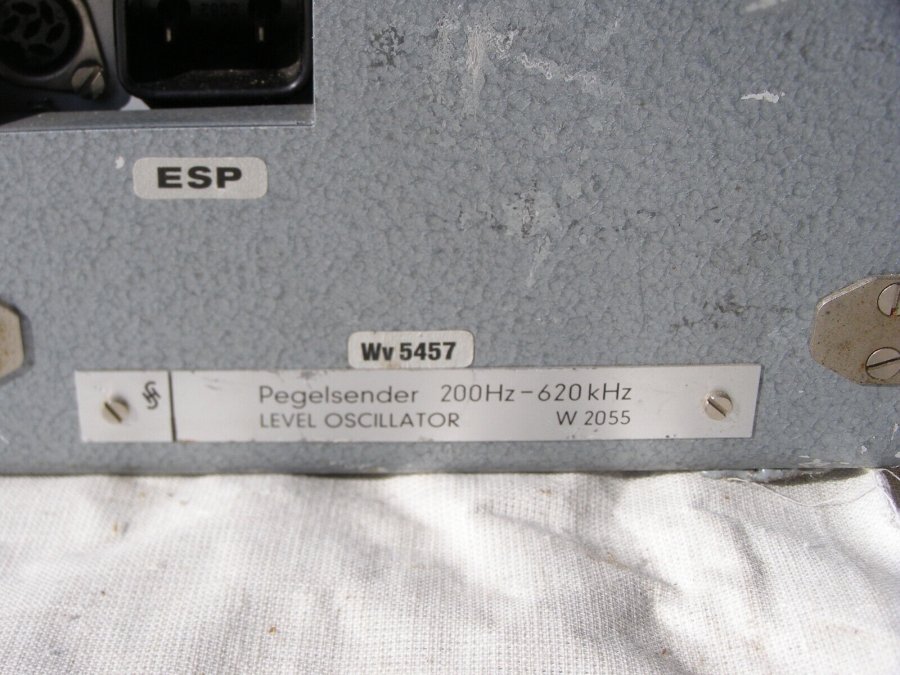 ESP
Wv 5457
Pegelsender 200Hz–620kHz
LEVEL OSCILLATOR W 2055